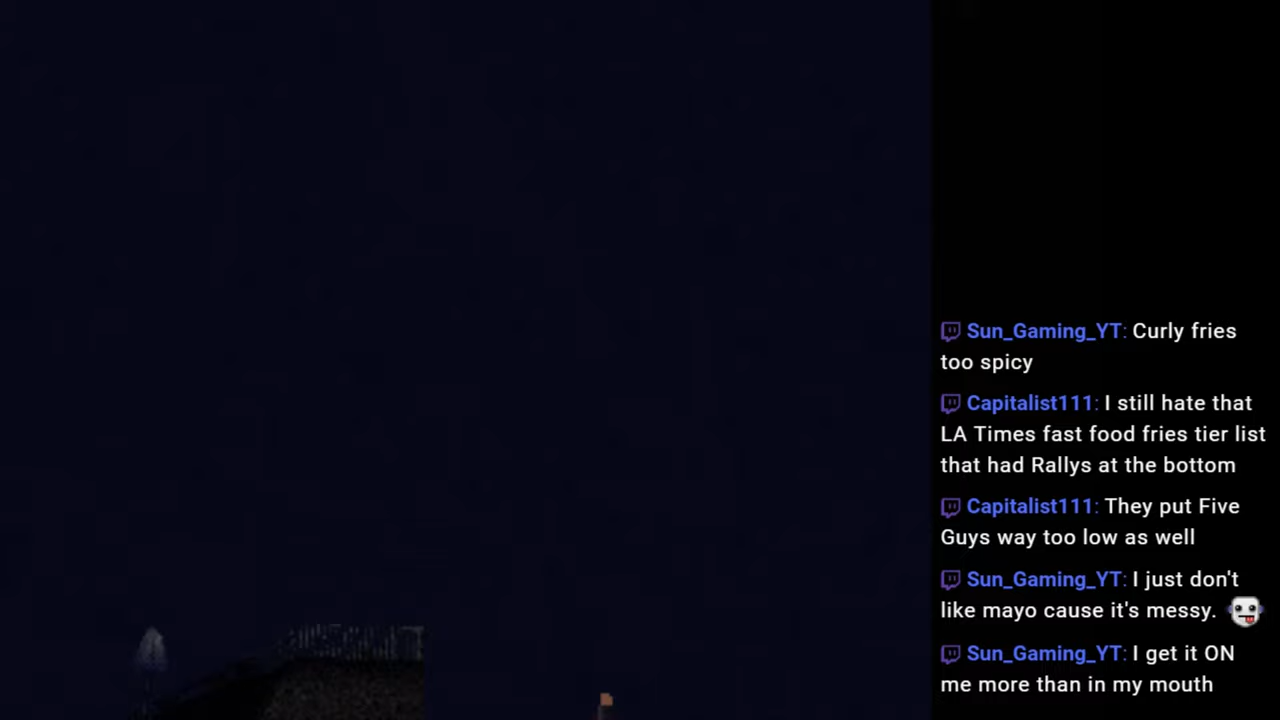 Sun_Gaming_YT: Curly fries
too spicy
Capitalist111: I still hate that
LA Times fast food fries tier list
that had Rallys at the bottom
Capitalist111: They put Five
Guys way too low as well
Sun_Gaming_YT: I just don't
like mayo cause it's messy.
Sun_Gaming_YT: I get it ON
me more than in my mouth